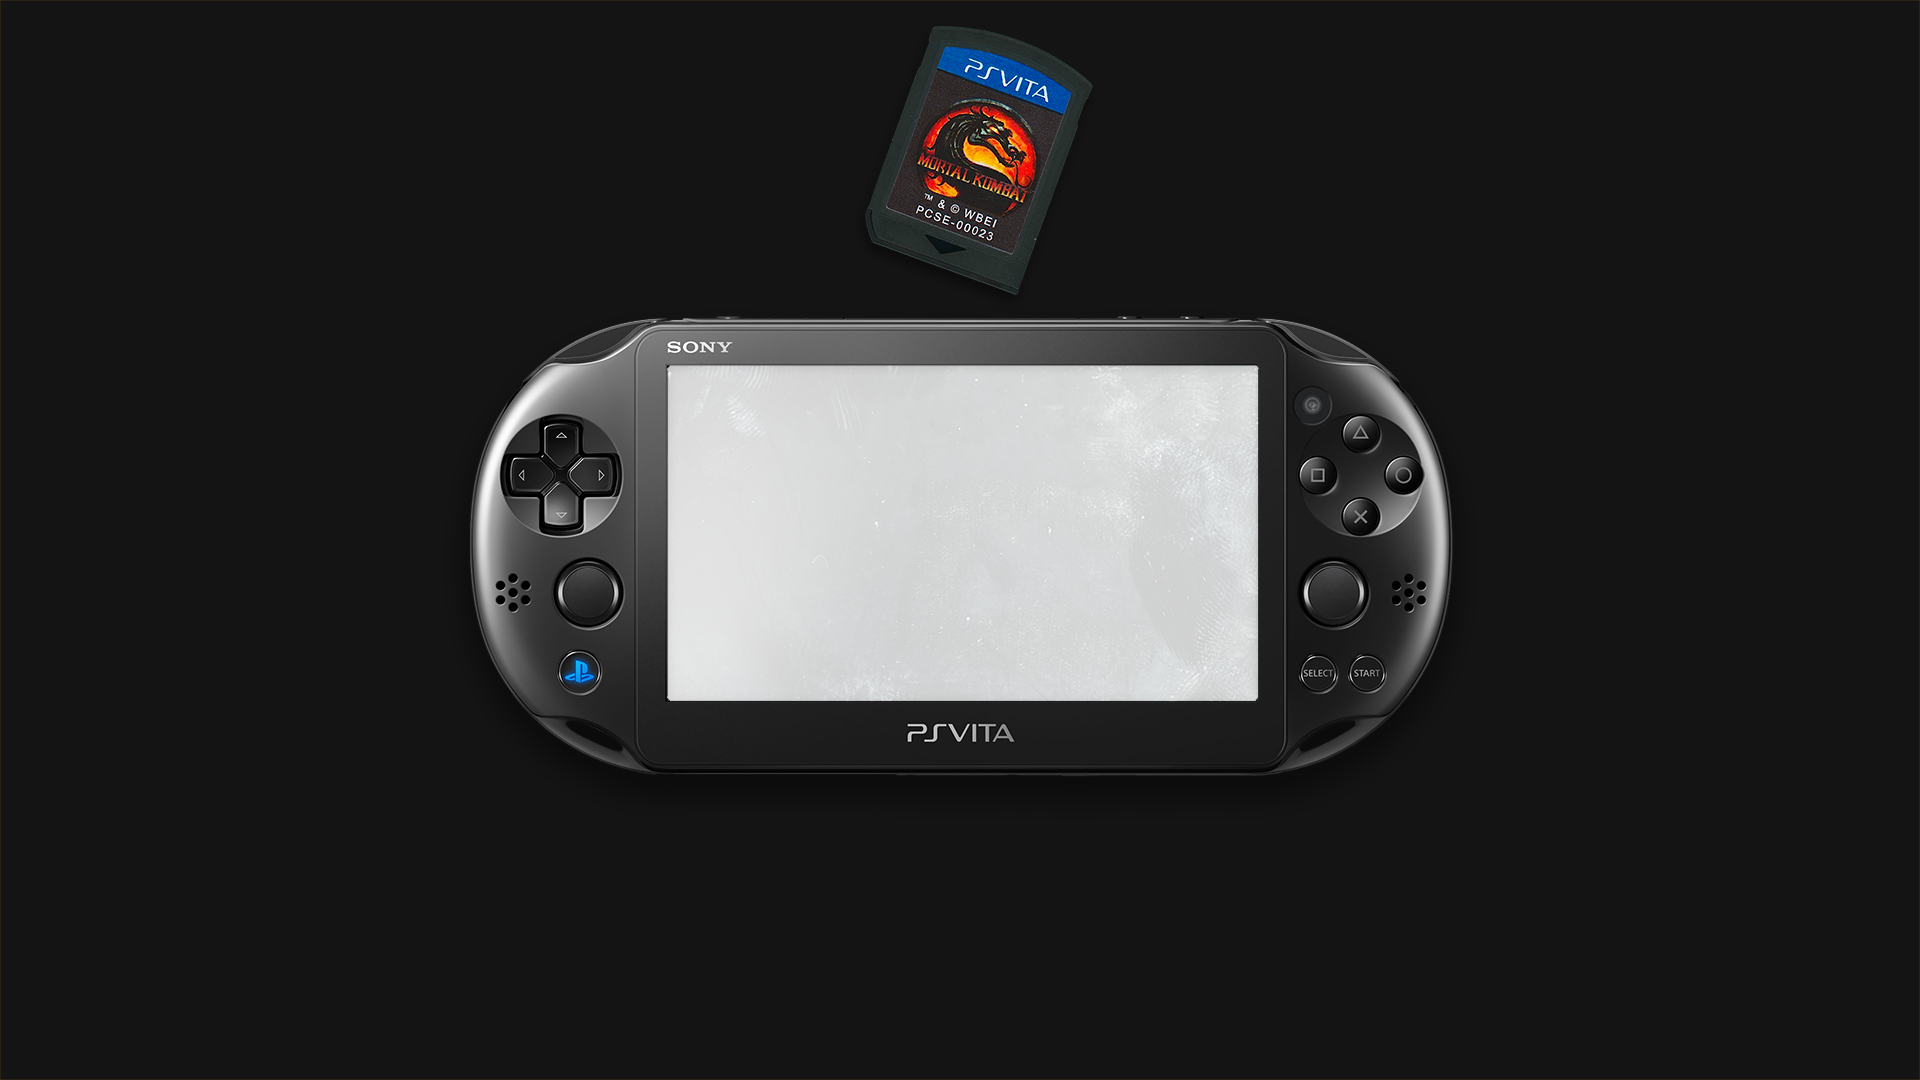 PSVITA
MORTAL KOMBAT
™ & © WBEI
PCSE-00023
SONY
SELECT START
PSVITA